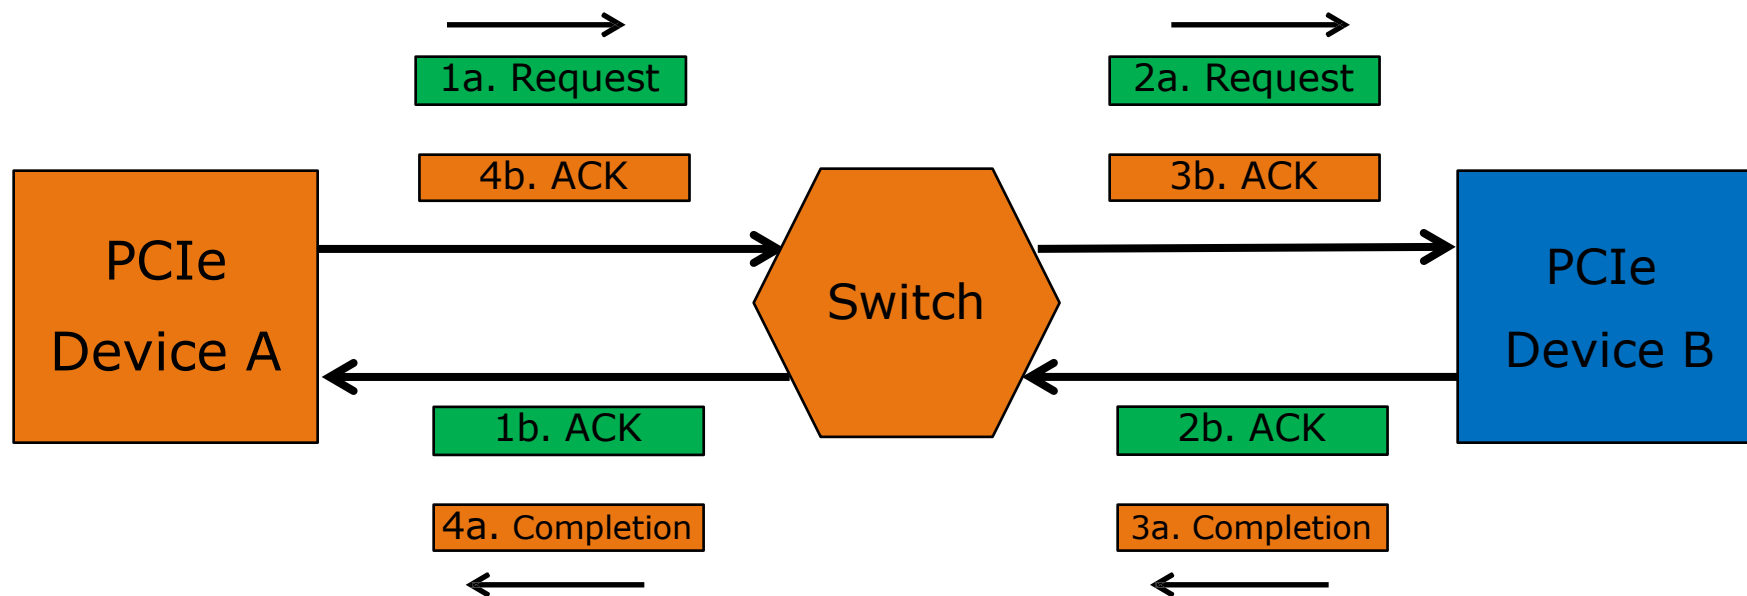 1a. Request
2a. Request
4b. ACK
3b. ACK
PCIe
Device A
Switch
PCIe
Device B
1b. ACK
2b. ACK
4a. Completion
3a. Completion